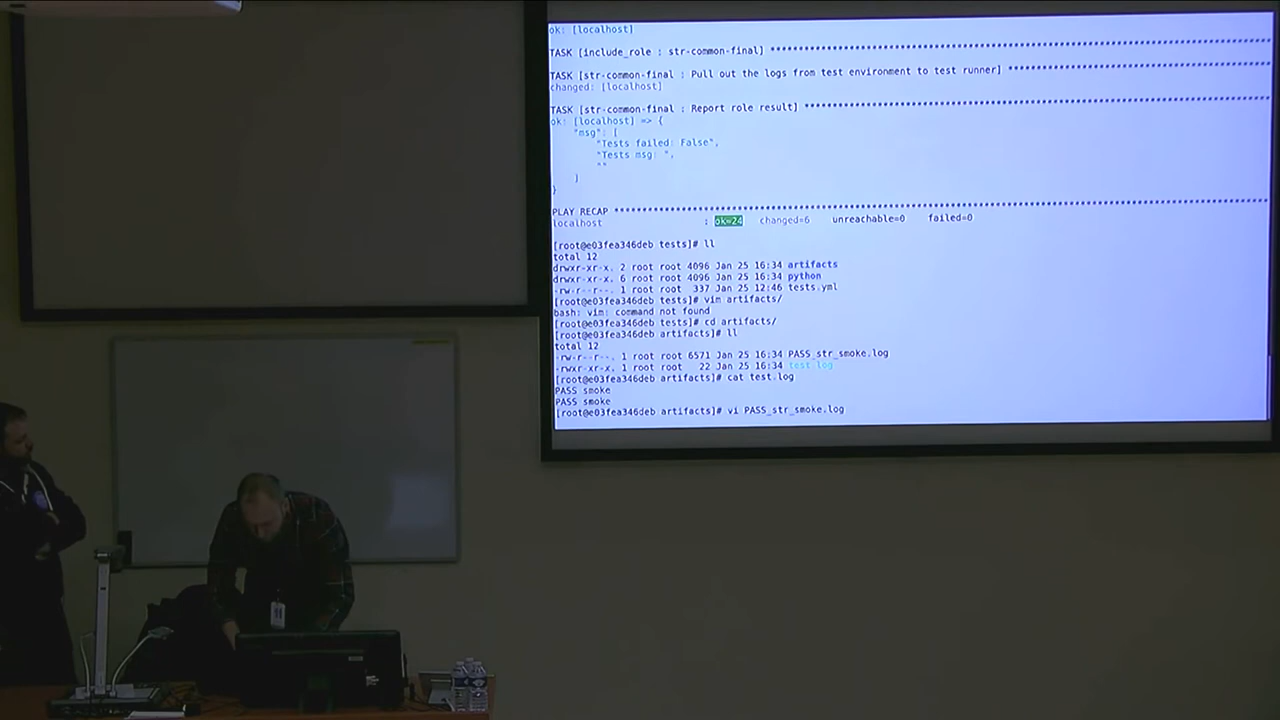 ok: [localhost]
TASK [include_role : str-common-final] ************************************************************
TASK [str-common-final : Pull out the logs from test environment to test runner] ********************************
changed: [localhost]
TASK [str-common-final : Report role result] ********************************************************
ok: [localhost] => {
"msg": [
"Tests failed: False",
"Tests msg: ",
""
]
}
PLAY RECAP ****************************************************************************************
localhost : ok=24 changed=6 unreachable=0 failed=0
[root@e03fea346deb tests]# ll
total 12
drwxr-xr-x. 2 root root 4096 Jan 25 16:34 artifacts
drwxr-xr-x. 6 root root 4096 Jan 25 16:34 python
-rw-r--r--. 1 root root 337 Jan 25 12:46 tests.yml
[root@e03fea346deb tests]# vim artifacts/
bash: vim: command not found
[root@e03fea346deb tests]# cd artifacts/
[root@e03fea346deb artifacts]# ll
total 12
-rw-r--r--. 1 root root 6571 Jan 25 16:34 PASS_str_smoke.log
-rwxr-xr-x. 1 root root 22 Jan 25 16:34 test.log
[root@e03fea346deb artifacts]# cat test.log
PASS smoke
PASS smoke
[root@e03fea346deb artifacts]# vi PASS_str_smoke.log